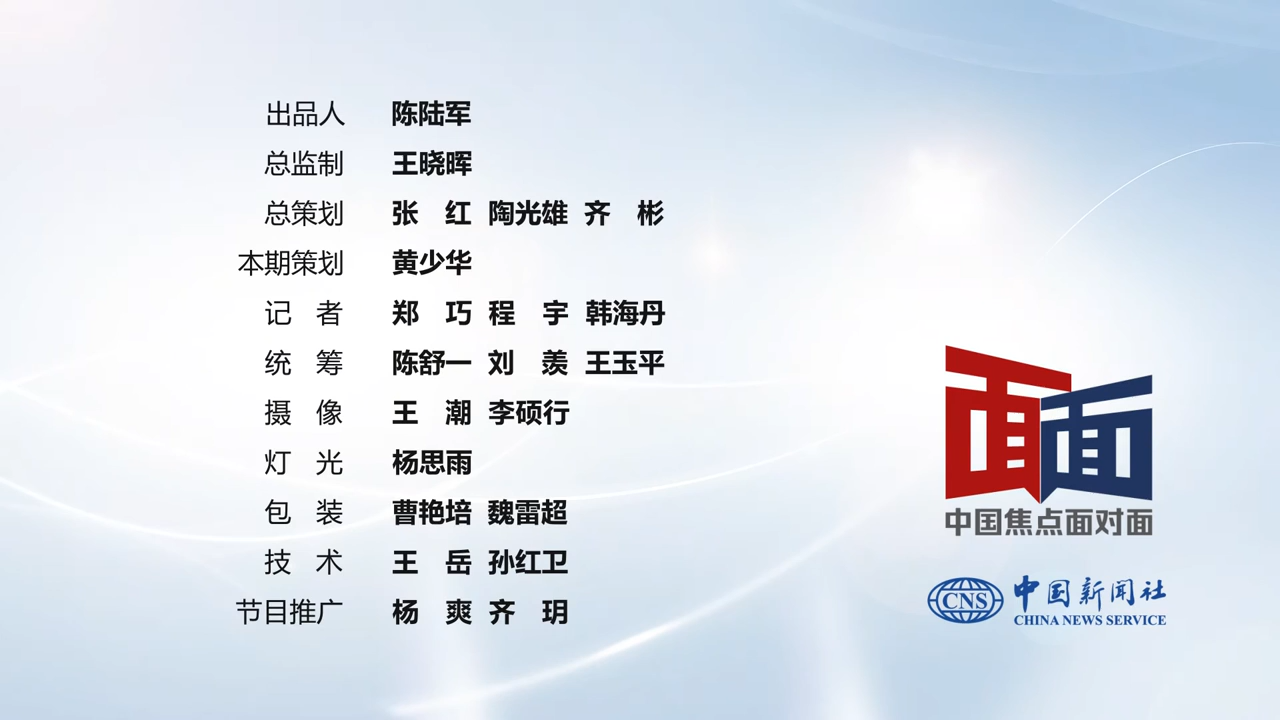 出品人 陈陆军
总监制 王晓晖
总策划 张 红 陶光雄 齐 彬
本期策划 黄少华
记 者 郑 巧 程 宇 韩海丹
统 筹 陈舒一 刘 羡 王玉平
摄 像 王 潮 李硕行
灯 光 杨思雨
包 装 曹艳培 魏雷超
技 术 王 岳 孙红卫
节目推广 杨 爽 齐 玥
面面
中国焦点面对面
CNS 中国新闻社
CHINA NEWS SERVICE